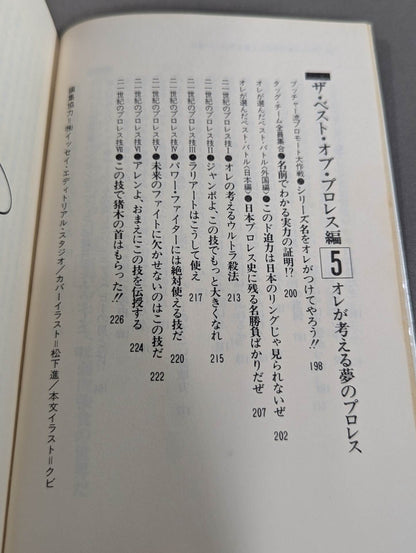 ザ・ベスト・オブ・プロレス編 5 オレが考える夢のプロレス
ブッチャー流プロモート大作戦●シリーズ名をオレがつけてやろう!! 198
タッグ・チーム全員集合●名前でわかる実力の証明!? 200
オレが選んだベスト・バトル〈外国編〉●このド迫力は日本のリングじゃ見られないぜ 202
オレが選んだベスト・バトル〈日本編〉●日本プロレス史に残る名勝負ばかりだぜ 207
二一世紀のプロレス技Ⅰ●オレの考えるウルトラ殺法 213
二一世紀のプロレス技Ⅱ●ジャンボよ、この技でもっと大きくなれ 215
二一世紀のプロレス技Ⅲ●ラリアートはこうして使え 217
二一世紀のプロレス技Ⅳ●パワー・ファイターには絶対使える技だ 220
二一世紀のプロレス技Ⅴ●未来のファイトに欠かせないのはこの技だ 222
二一世紀のプロレス技Ⅵ●アレンよ、おまえにこの技を伝授する 224
二一世紀のプロレス技Ⅶ●この技で猪木の首はもらった!! 226
編集協力＝㈱イッセイ・エディトリアル・スタジオ／カバーイラスト＝松下進／本文イラスト＝クビ